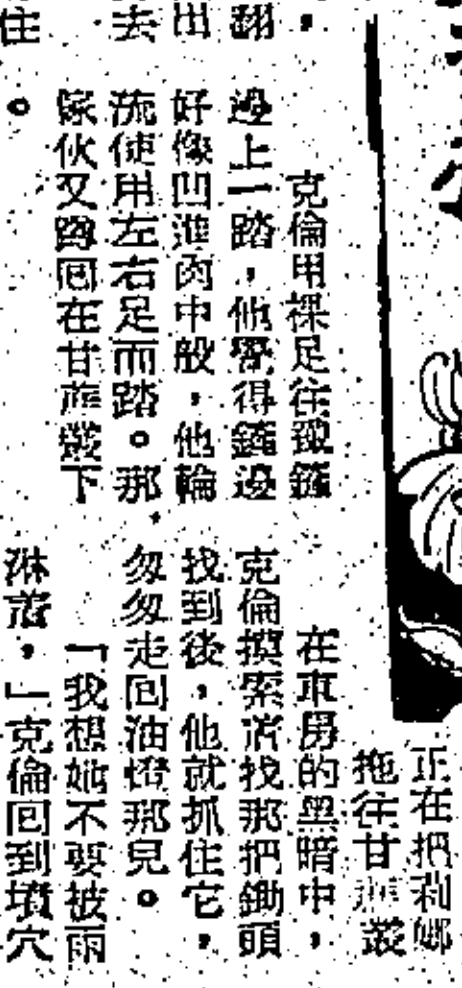 ，
翻
出
去
住
克倫用裸足往鐵鏟
邊上一踏，他覺得鏟邊
好像凹進肉中般，他輪
流使用左右足而踏。那
傢伙又蹲回在甘蔗叢下
。
正在把莉娜
拖往甘蔗叢
在車房的黑暗中，
克倫摸索着找那把鋤頭
找到後，他就抓住它，
匆匆走回油燈那兒。
「我想她不要被雨
淋着，」克倫回到墳穴